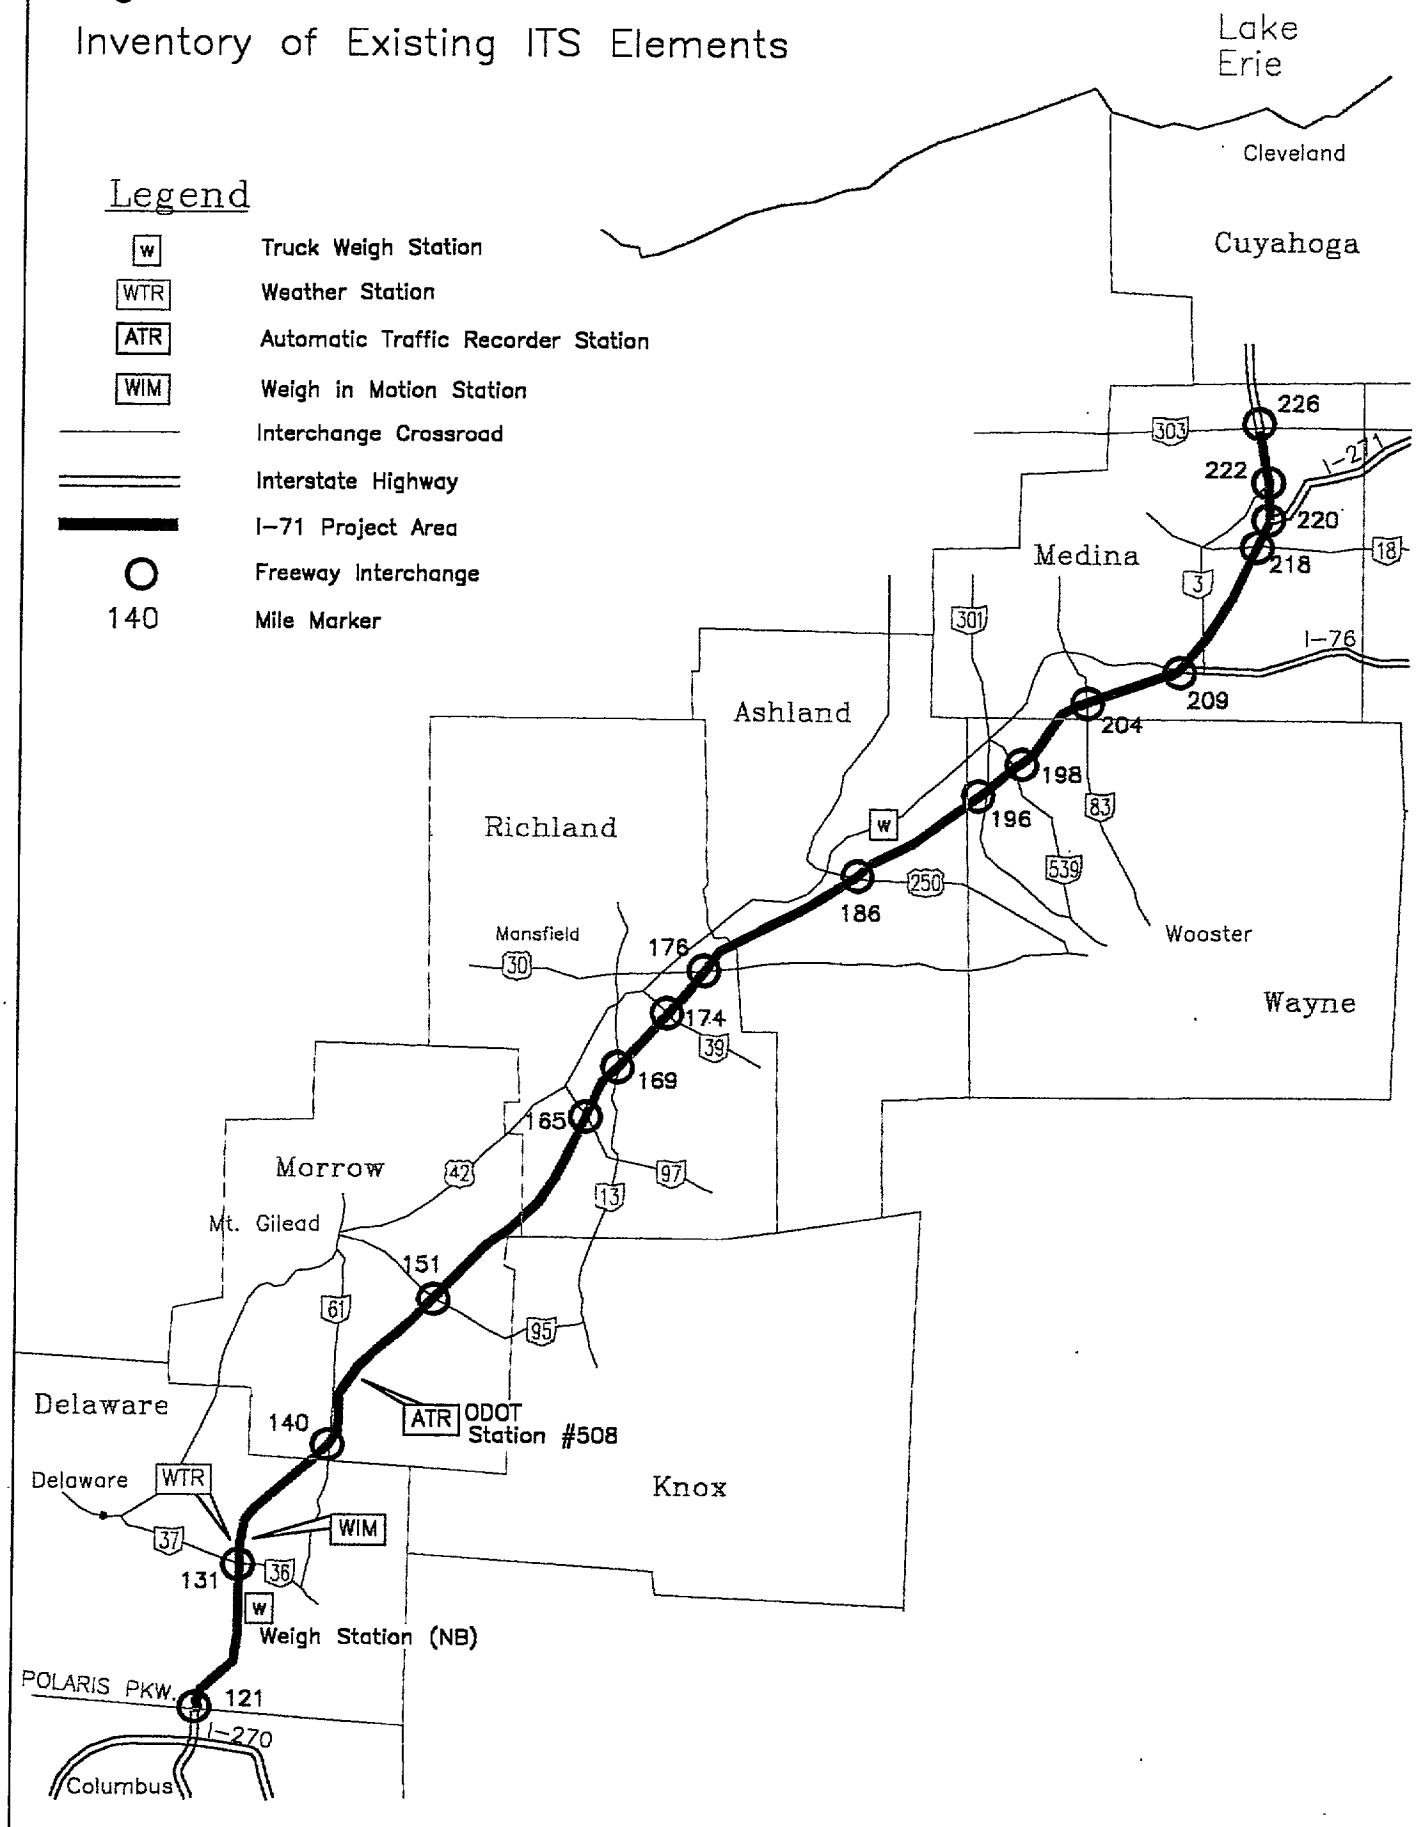 Inventory of Existing ITS Elements
Lake
Erie
Cleveland
Cuyahoga
Legend
W Truck Weigh Station
WTR Weather Station
ATR Automatic Traffic Recorder Station
WIM Weigh in Motion Station
Interchange Crossroad
Interstate Highway
I-71 Project Area
Freeway Interchange
140 Mile Marker
226
303
I-271
222
220
218
18
Medina
3
301
I-76
209
204
Ashland
198
196
83
W
539
Richland
250
186
Mansfield
30
176
Wooster
Wayne
174
39
169
165
97
13
Morrow
42
Mt. Gilead
151
61
95
Delaware
140
ATR ODOT
Station #508
Knox
Delaware
WTR
WIM
37
36
131
W
Weigh Station (NB)
POLARIS PKW.
121
I-270
Columbus